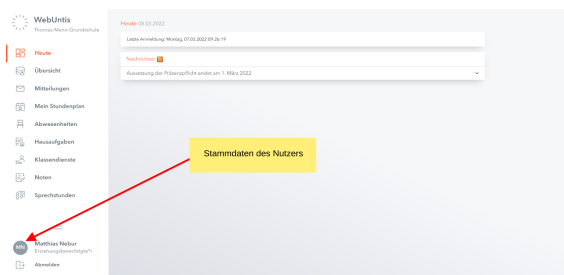 WebUntis
Thomas-Mann-Grundschule
Heute
Übersicht
Mitteilungen
Mein Stundenplan
Abwesenheiten
Hausaufgaben
Klassendienste
Noten
Sprechstunden
MN
Matthias Nebur
Erziehungsberechtigte*r
Abmelden
Heute 08.03.2022
Letzte Anmeldung: Montag, 07.03.2022 09:26:19
Nachrichten
Aussetzung der Präsenzpflicht endet am 1. März 2022
Stammdaten des Nutzers